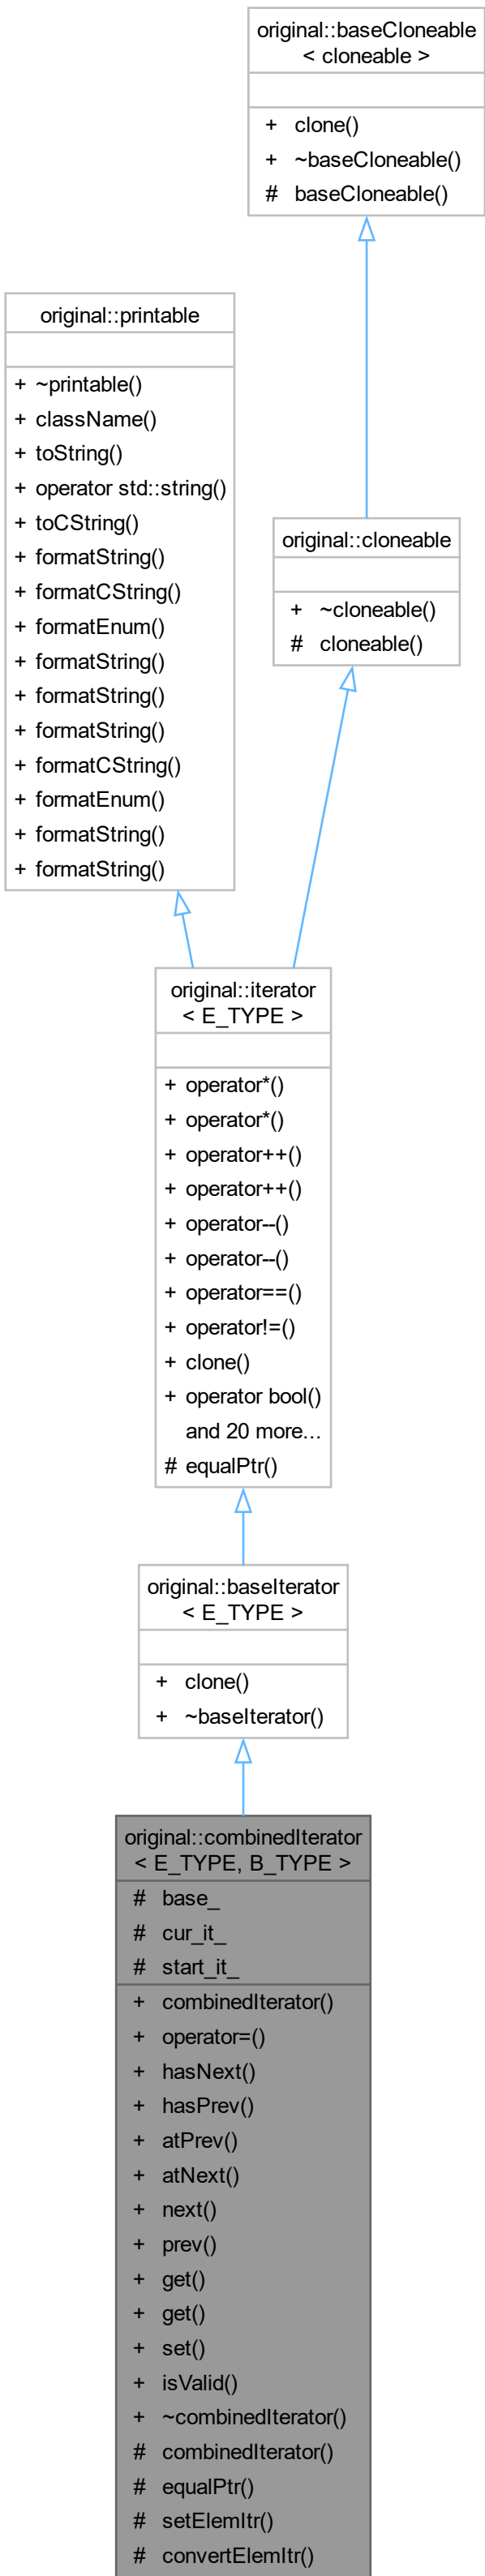 original::baseCloneable
< cloneable >
+ clone()
+ ~baseCloneable()
# baseCloneable()
original::printable
+ ~printable()
+ className()
+ toString()
+ operator std::string()
+ toCString()
+ formatString()
+ formatCString()
+ formatEnum()
+ formatString()
+ formatString()
+ formatString()
+ formatCString()
+ formatEnum()
+ formatString()
+ formatString()
original::cloneable
+ ~cloneable()
# cloneable()
original::iterator
< E_TYPE >
+ operator*()
+ operator*()
+ operator++()
+ operator++()
+ operator--()
+ operator--()
+ operator==()
+ operator!=()
+ clone()
+ operator bool()
and 20 more...
# equalPtr()
original::baseIterator
< E_TYPE >
+ clone()
+ ~baseIterator()
original::combinedIterator
< E_TYPE, B_TYPE >
# base_
# cur_it_
# start_it_
+ combinedIterator()
+ operator=()
+ hasNext()
+ hasPrev()
+ atPrev()
+ atNext()
+ next()
+ prev()
+ get()
+ get()
+ set()
+ isValid()
+ ~combinedIterator()
# combinedIterator()
# equalPtr()
# setElemItr()
# convertElemItr()